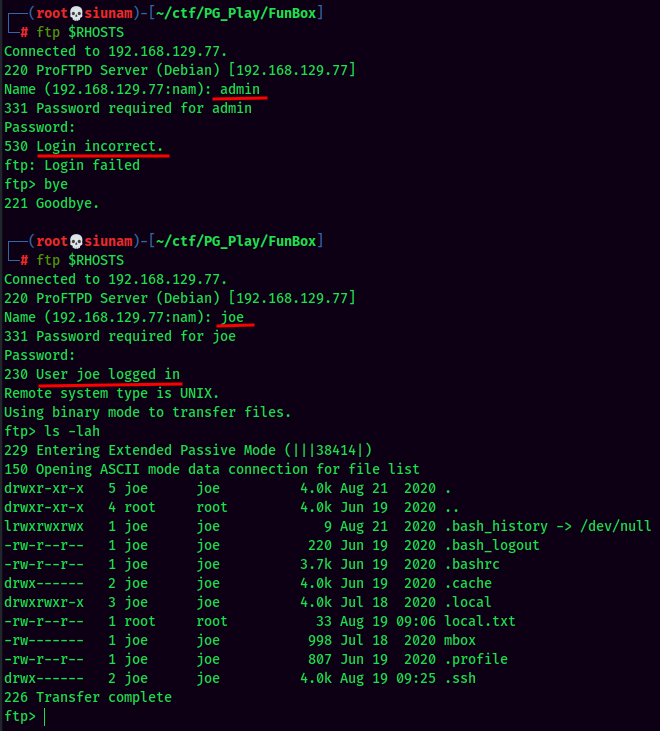 ┌──(root💀siunam)-[~/ctf/PG_Play/FunBox]
└─# ftp $RHOSTS
Connected to 192.168.129.77.
220 ProFTPD Server (Debian) [192.168.129.77]
Name (192.168.129.77:nam): admin
331 Password required for admin
Password:
530 Login incorrect.
ftp: Login failed
ftp> bye
221 Goodbye.
┌──(root💀siunam)-[~/ctf/PG_Play/FunBox]
└─# ftp $RHOSTS
Connected to 192.168.129.77.
220 ProFTPD Server (Debian) [192.168.129.77]
Name (192.168.129.77:nam): joe
331 Password required for joe
Password:
230 User joe logged in
Remote system type is UNIX.
Using binary mode to transfer files.
ftp> ls -lah
229 Entering Extended Passive Mode (|||38414|)
150 Opening ASCII mode data connection for file list
drwxr-xr-x   5 joe      joe          4.0k Aug 21  2020 .
drwxr-xr-x   4 root     root         4.0k Jun 19  2020 ..
lrwxrwxrwx   1 joe      joe             9 Aug 21  2020 .bash_history -> /dev/null
-rw-r--r--   1 joe      joe           220 Jun 19  2020 .bash_logout
-rw-r--r--   1 joe      joe          3.7k Jun 19  2020 .bashrc
drwx------   2 joe      joe          4.0k Jun 19  2020 .cache
drwxrwxr-x   3 joe      joe          4.0k Jul 18  2020 .local
-rw-r--r--   1 root     root           33 Aug 19 09:06 local.txt
-rw-------   1 joe      joe           998 Jul 18  2020 mbox
-rw-r--r--   1 joe      joe           807 Jun 19  2020 .profile
drwx------   2 joe      joe          4.0k Aug 19 09:25 .ssh
226 Transfer complete
ftp>